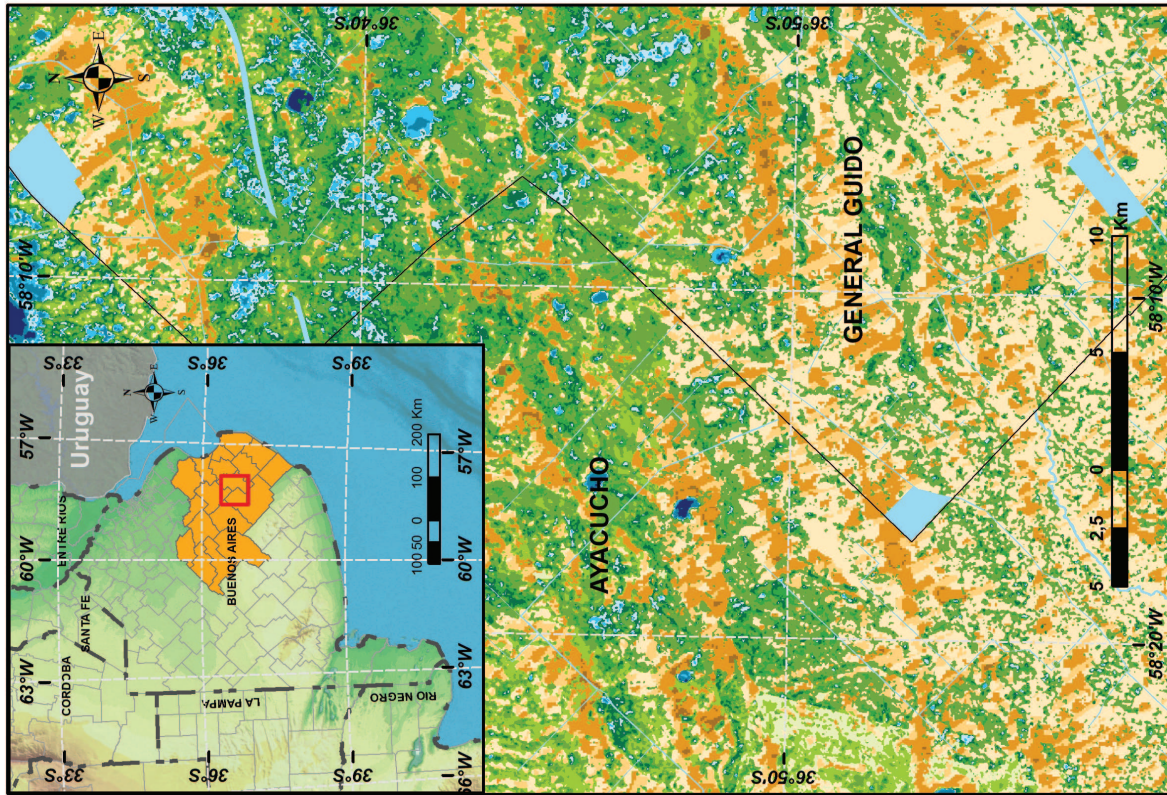 63°W
60°W
57°W
33°S
33°S
CORDOBA
SANTA FE
ENTRE RIOS
Uruguay
N
W
E
S
36°S
36°S
BUENOS AIRES
LA PAMPA
39°S
39°S
RIO NEGRO
100 50 0 100 200 Km
66°W
63°W
60°W
57°W
58°10'W
N
W
E
S
36°40'S
AYACUCHO
36°50'S
36°50'S
GENERAL GUIDO
5 2,5 0 5 10
Km
58°20'W
58°10'W